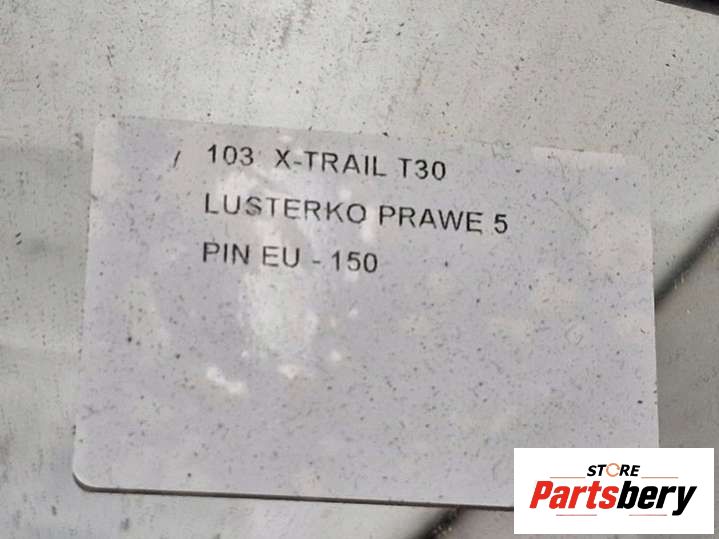 103 X-TRAIL T30
LUSTERKO PRAWE 5
PIN EU - 150
STORE
Partsbery